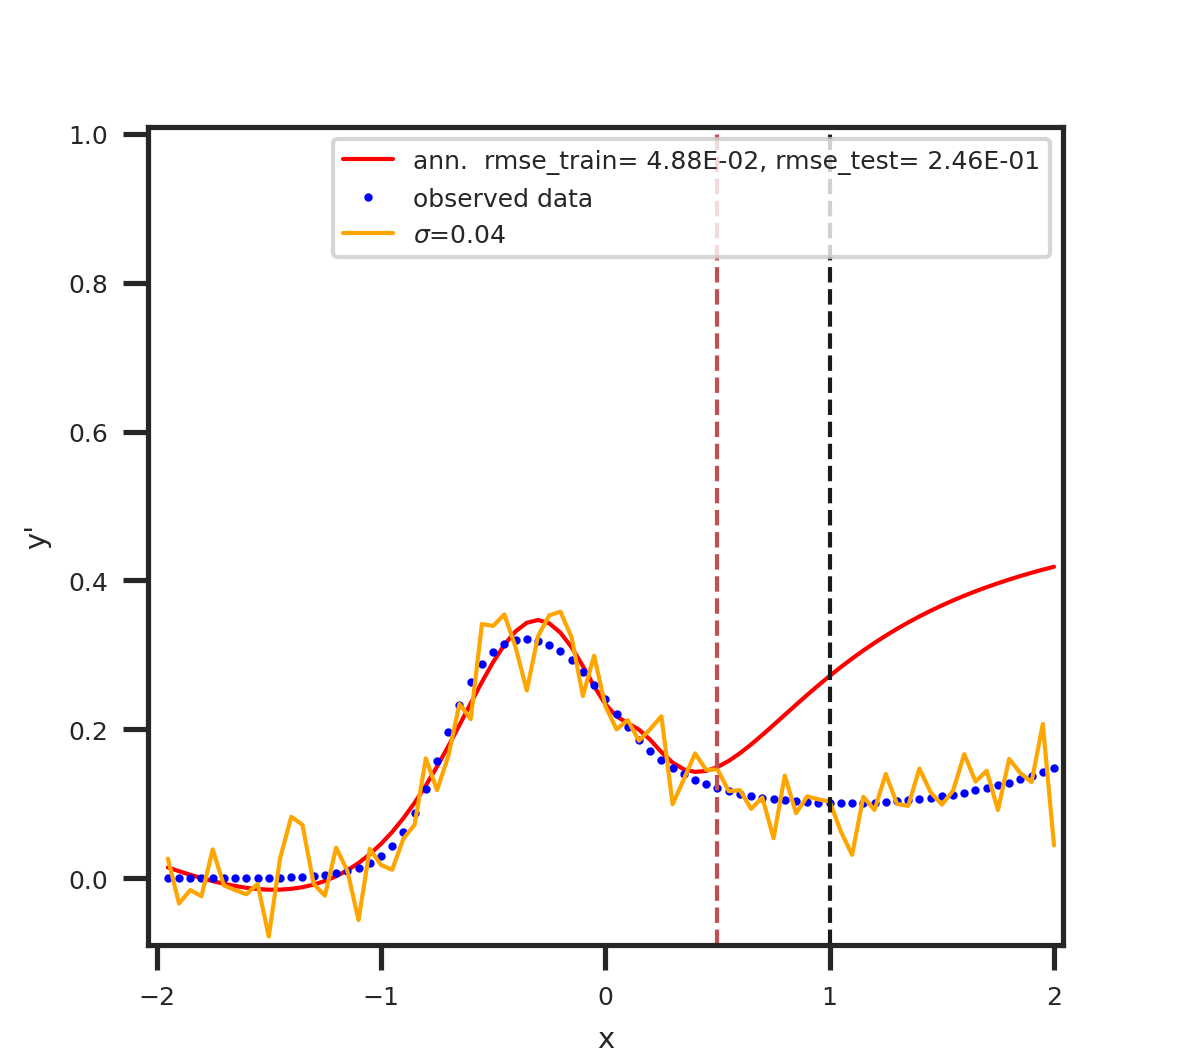 1.0
0.8
0.6
0.4
0.2
0.0
y'
ann.  rmse_train= 4.88E-02, rmse_test= 2.46E-01
observed data
σ=0.04
−2
−1
0
1
2
x